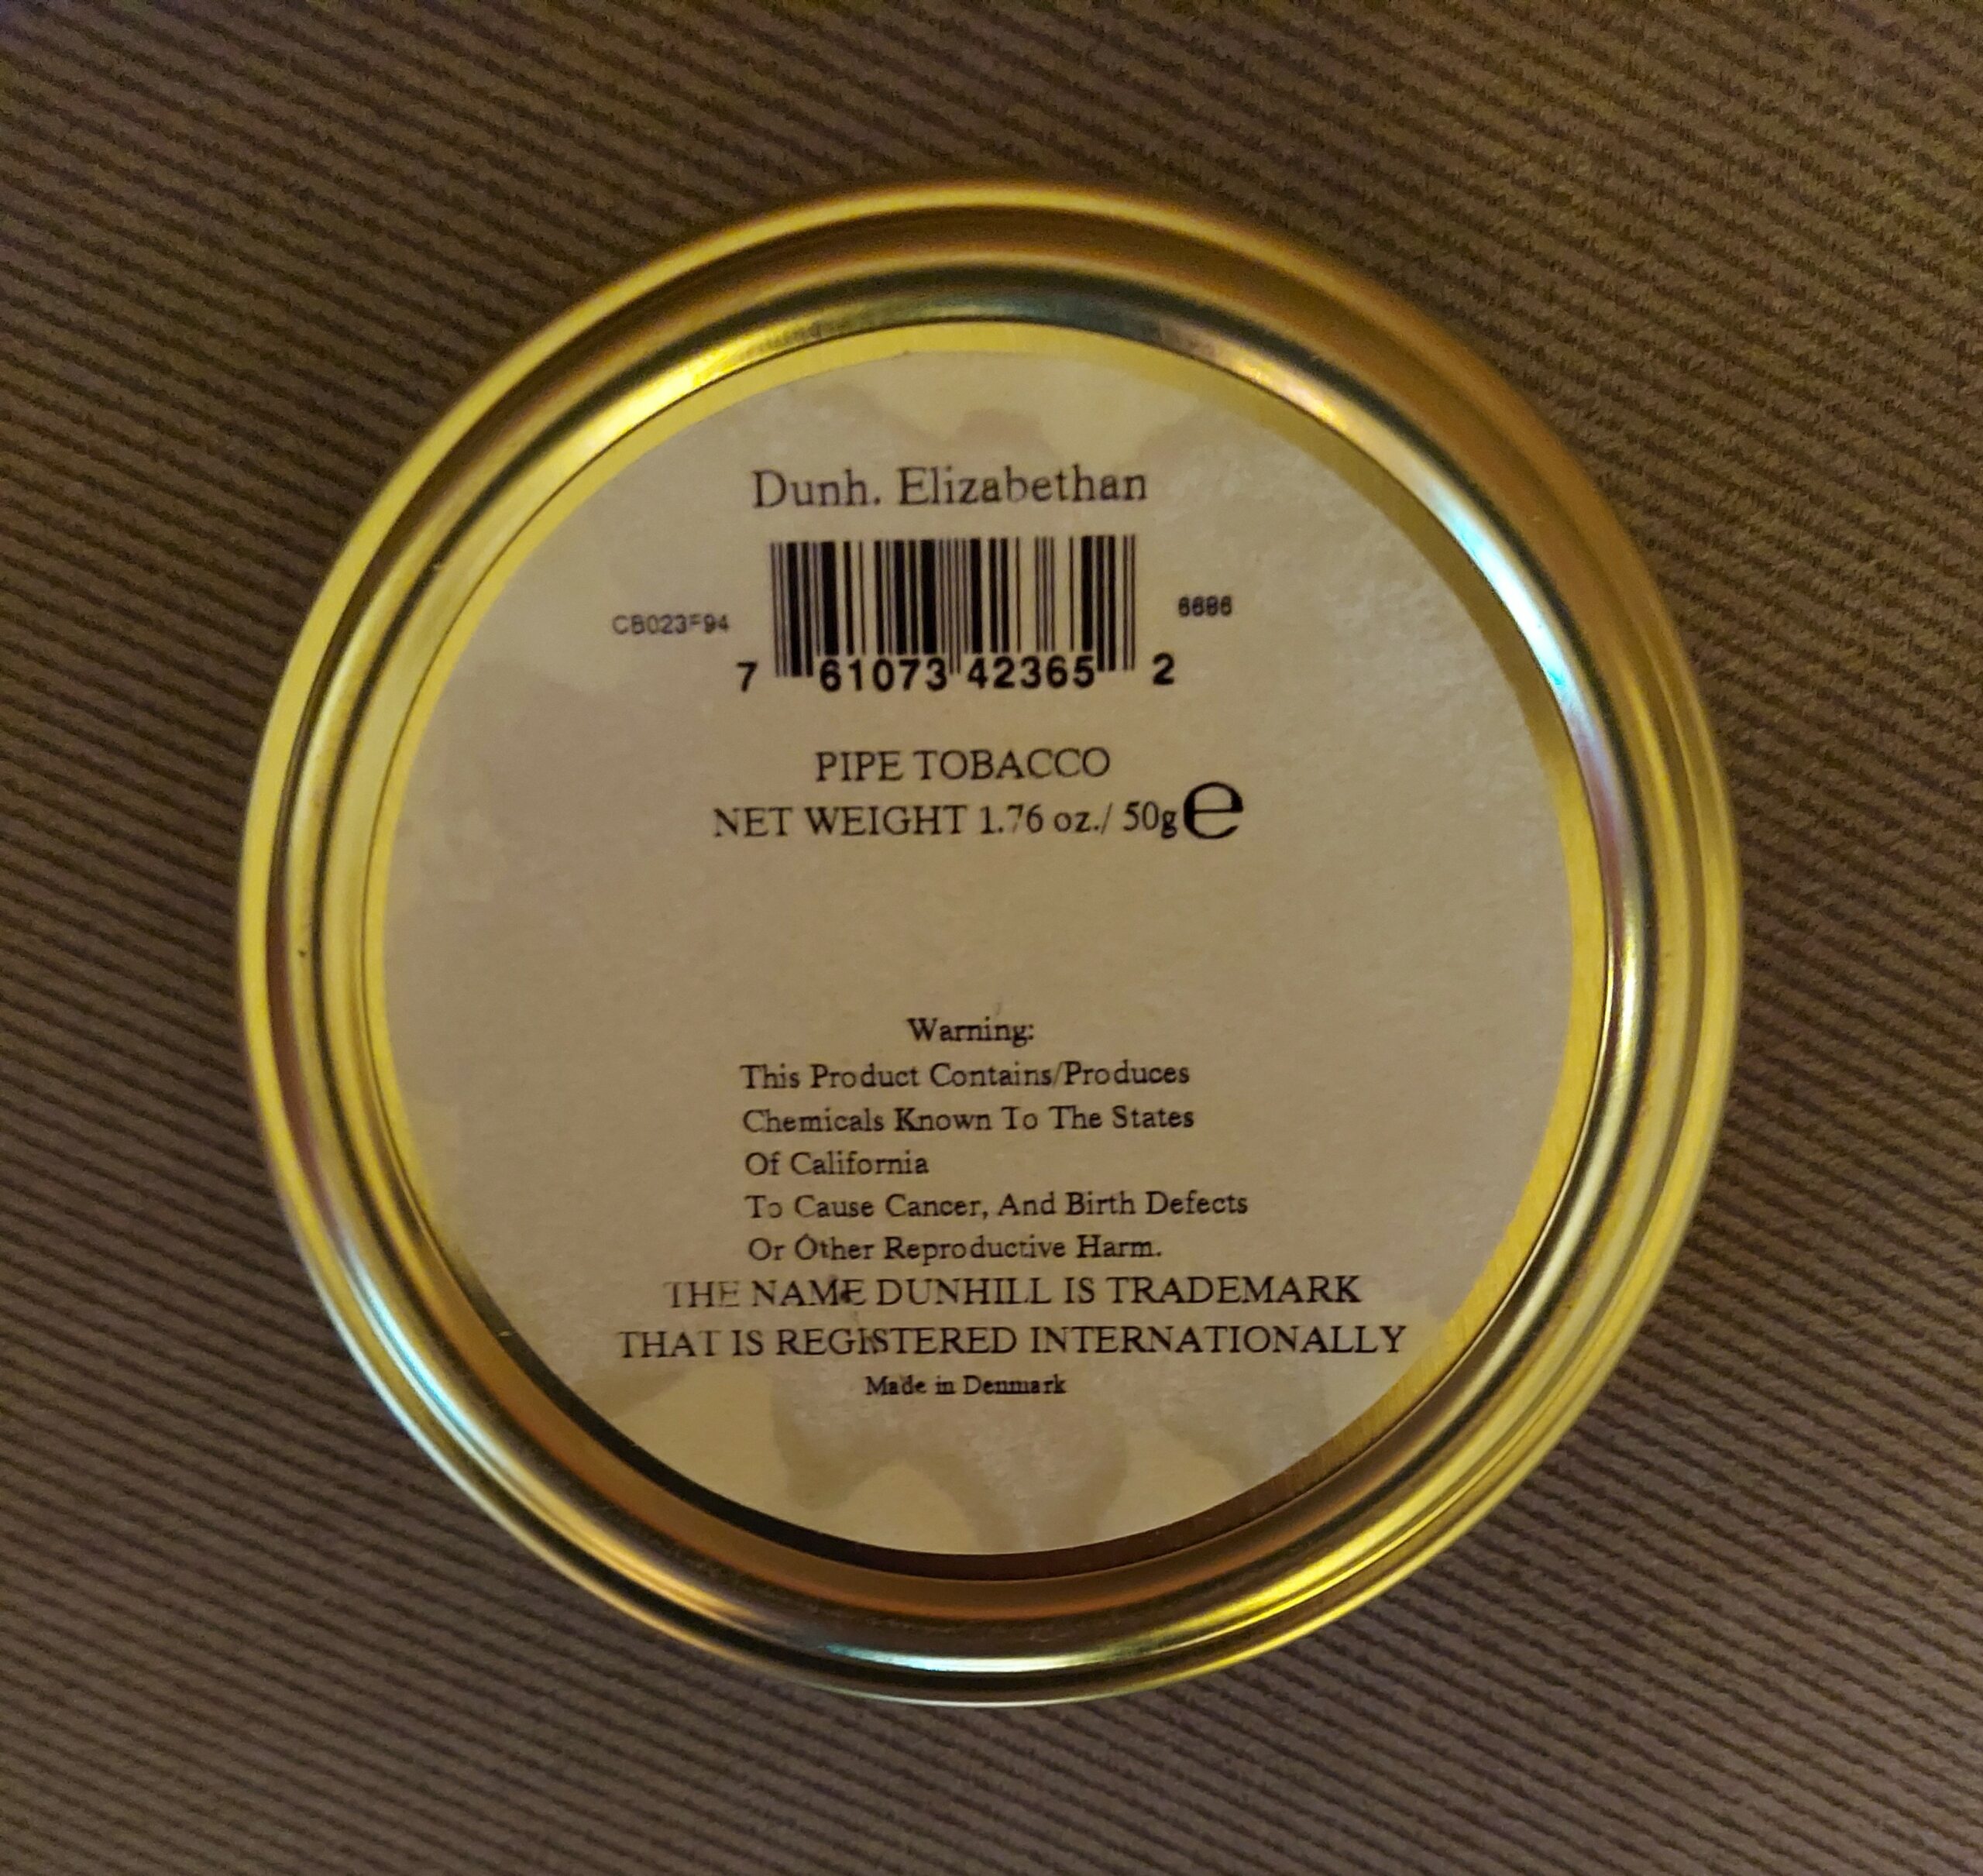 Dunh. Elizabethan
7 61073 42365 2
PIPE TOBACCO
NET WEIGHT 1.76 oz./ 50g e
Warning:
This Product Contains/Produces
Chemicals Known To The States
Of California
To Cause Cancer, And Birth Defects
Or Other Reproductive Harm.
THE NAME DUNHILL IS TRADEMARK
THAT IS REGISTERED INTERNATIONALLY
Made in Denmark